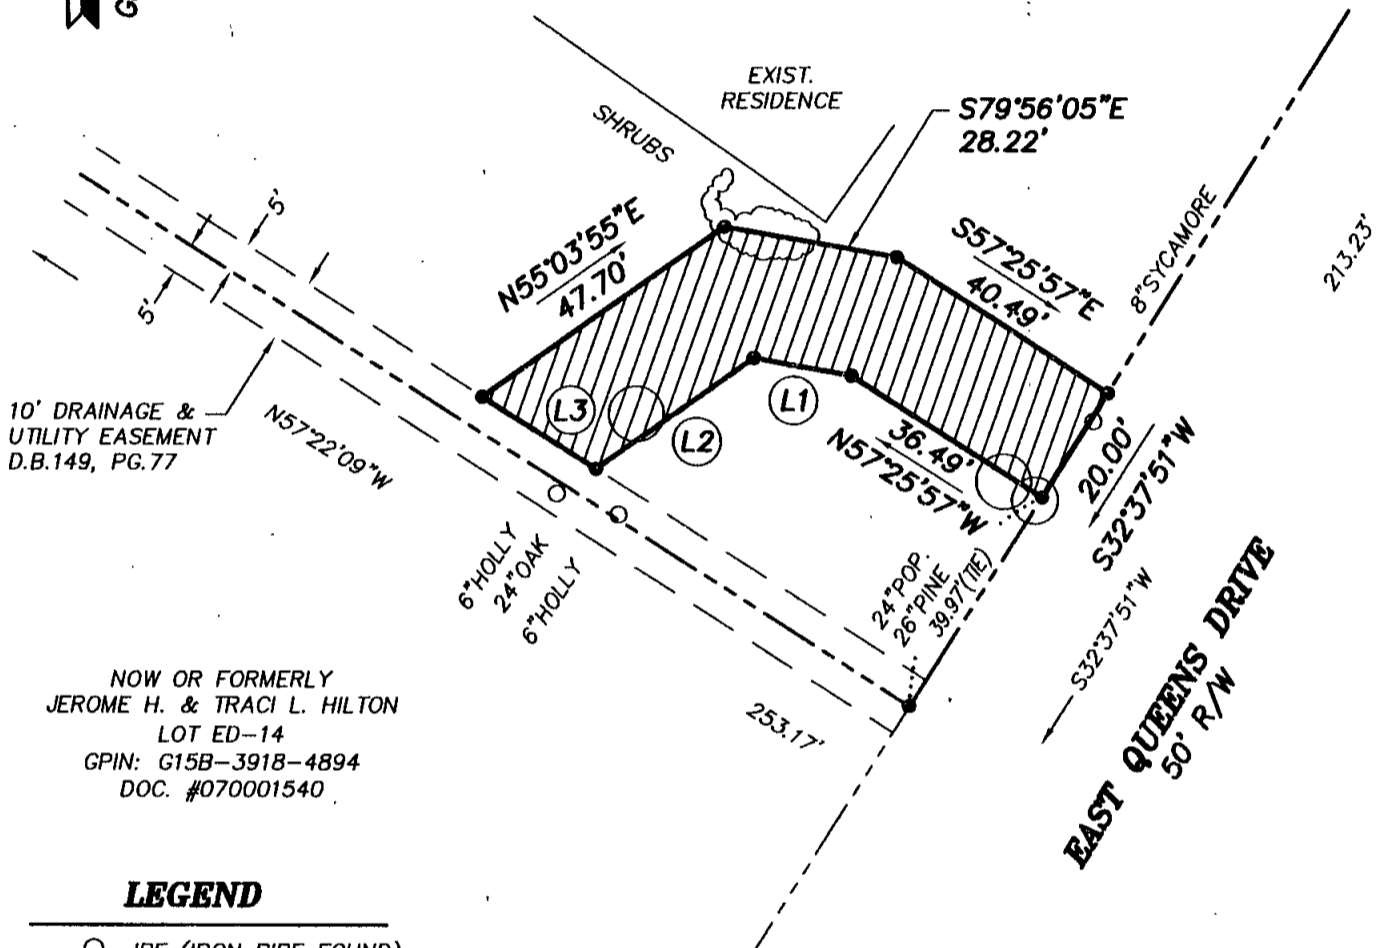 G
EXIST.
RESIDENCE
SHRUBS
S79°56'05"E
28.22'
N55°03'55"E
47.70'
S57°25'57"E
40.49'
8"SYCAMORE
213.23'
5'
5'
10' DRAINAGE &
UTILITY EASEMENT
D.B.149, PG.77
N57°22'09"W
L3
L2
L1
36.49'
N57°25'57"W
20.00'
S32°37'51"W
6"HOLLY
24"OAK
6"HOLLY
24"POP.
26"PINE
39.97'(TIE)
S32°37'51"W
EAST QUEENS DRIVE
50' R/W
253.17'
NOW OR FORMERLY
JEROME H. & TRACI L. HILTON
LOT ED-14
GPIN: G15B-3918-4894
DOC. #070001540
LEGEND
IPF (IRON PIPE FOUND)